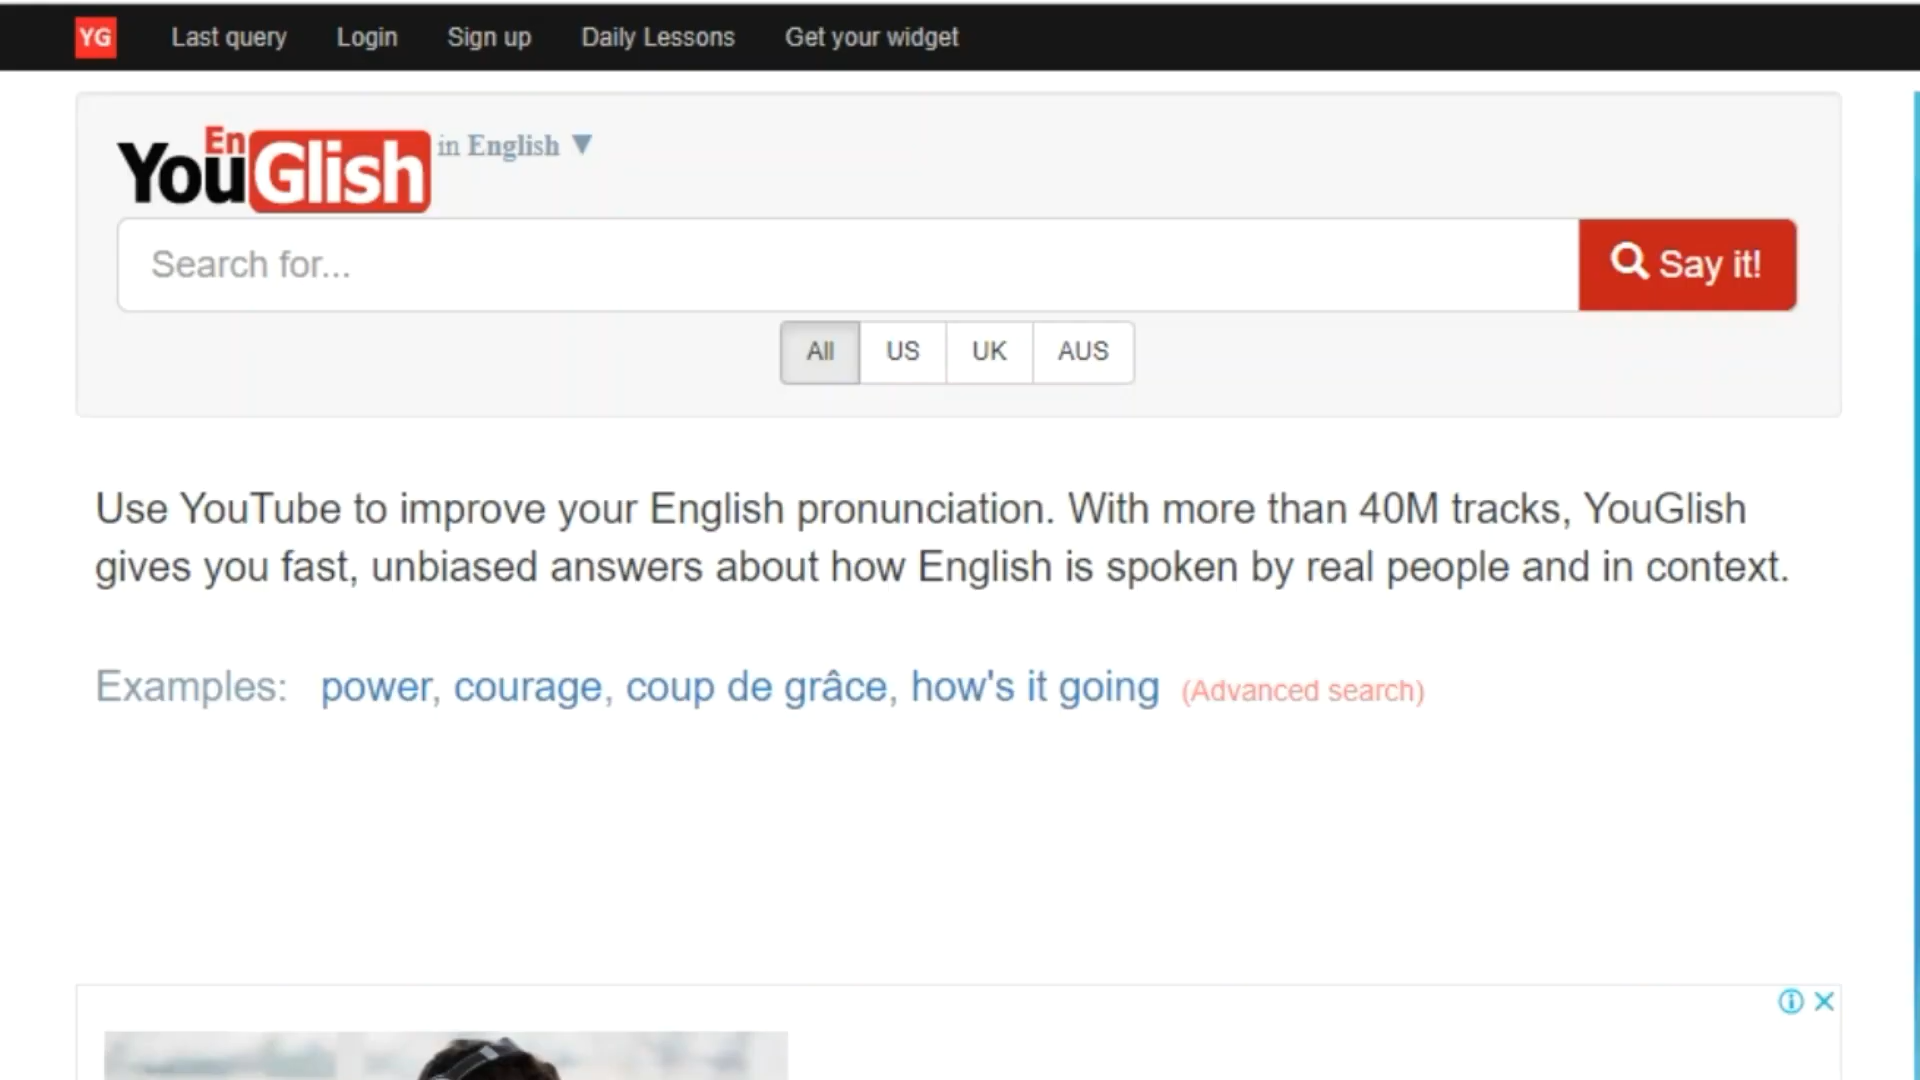 YG Last query Login Sign up Daily Lessons Get your widget
YouGlish En in English ▼
Search for... Say it!
All US UK AUS
Use YouTube to improve your English pronunciation. With more than 40M tracks, YouGlish
gives you fast, unbiased answers about how English is spoken by real people and in context.
Examples: power, courage, coup de grâce, how's it going (Advanced search)